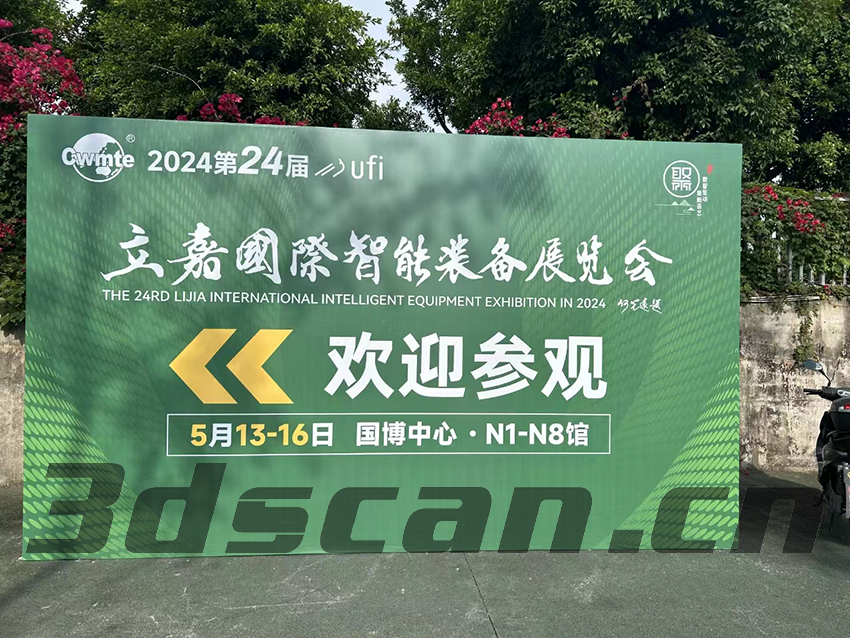 Cwmte® 2024第24届 ufi
立嘉國際智能装备展览会
THE 24RD LIJIA INTERNATIONAL INTELLIGENT EQUIPMENT EXHIBITION IN 2024
欢迎参观
5月13-16日 国博中心·N1-N8馆
3dscan.cn